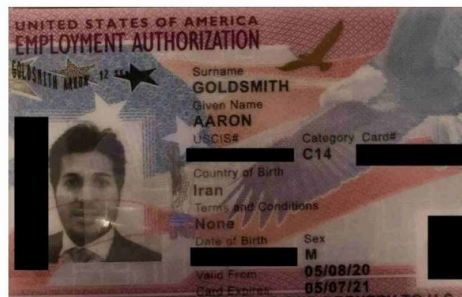 UNITED STATES OF AMERICA
EMPLOYMENT AUTHORIZATION
GOLDSMITH AARON 12
Surname
GOLDSMITH
Given Name
AARON
USCIS#
Category Card#
C14
Country of Birth
Iran
Terms and Conditions
None
Date of Birth Sex
M
Valid From 05/08/20
Card Expires 05/07/21